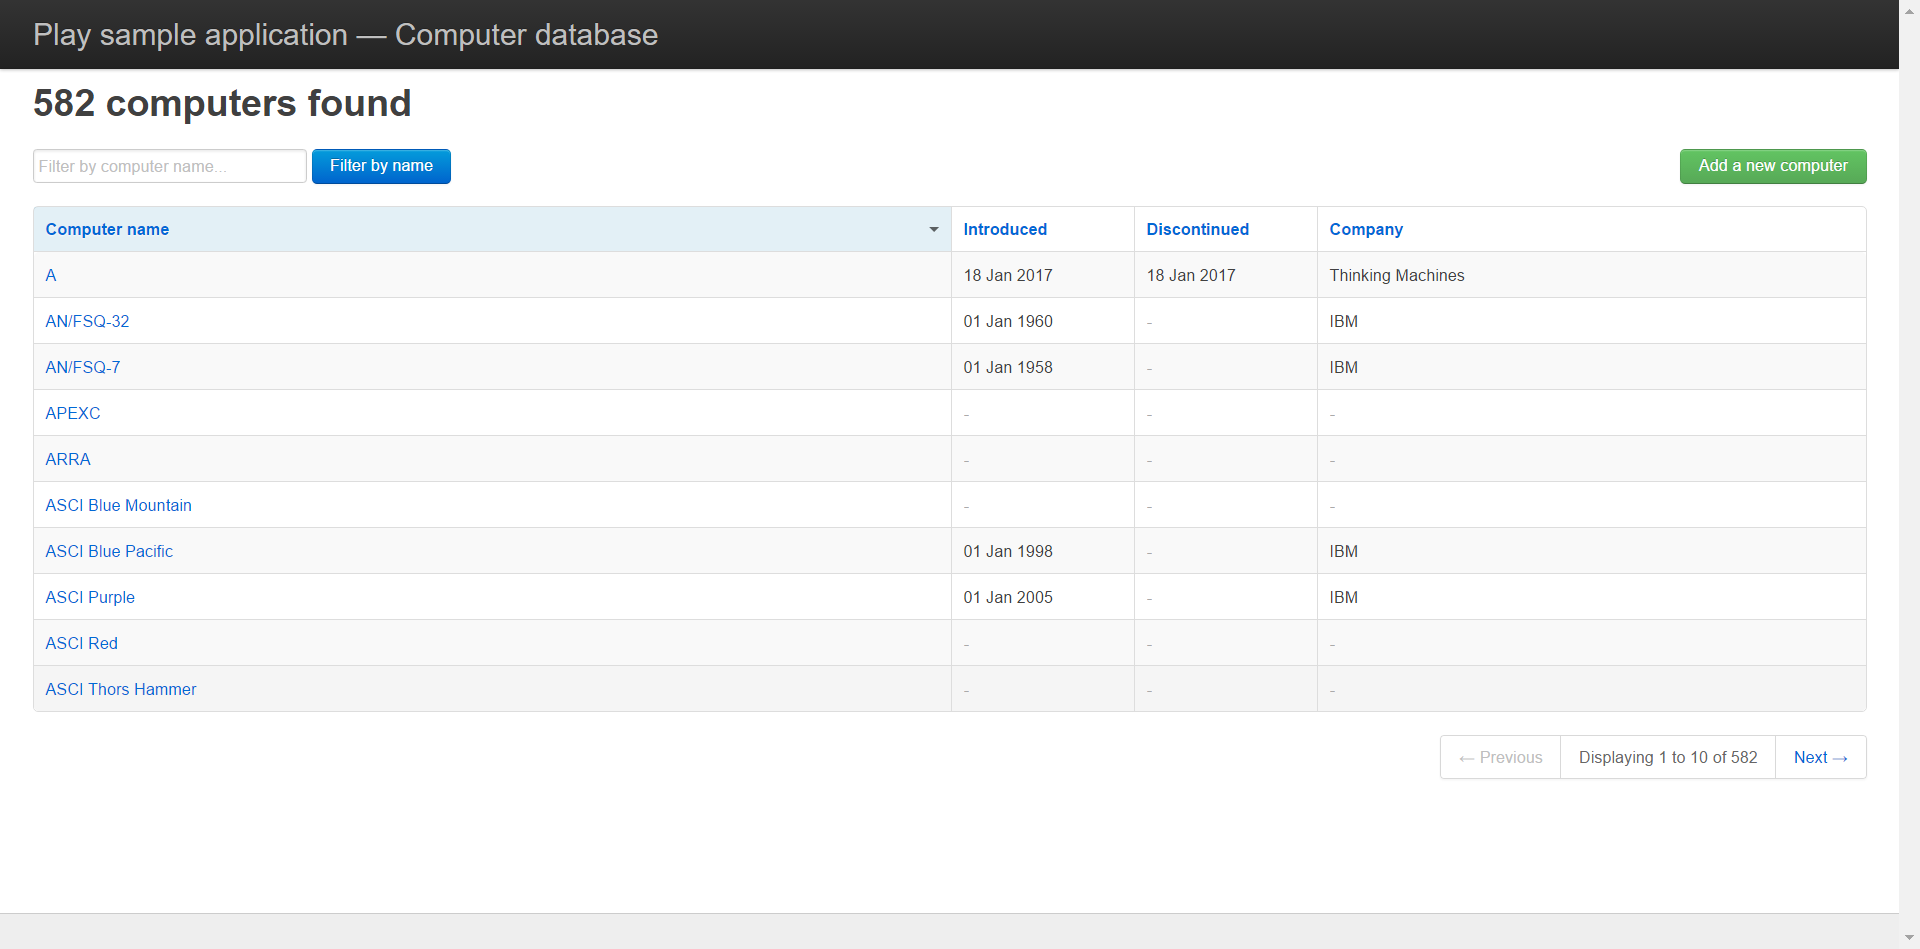 Play sample application — Computer database
582 computers found
Filter by computer name... Filter by name Add a new computer
Computer name Introduced Discontinued Company
A 18 Jan 2017 18 Jan 2017 Thinking Machines
AN/FSQ-32 01 Jan 1960 - IBM
AN/FSQ-7 01 Jan 1958 - IBM
APEXC - - -
ARRA - - -
ASCI Blue Mountain - - -
ASCI Blue Pacific 01 Jan 1998 - IBM
ASCI Purple 01 Jan 2005 - IBM
ASCI Red - - -
ASCI Thors Hammer - - -
← Previous Displaying 1 to 10 of 582 Next →